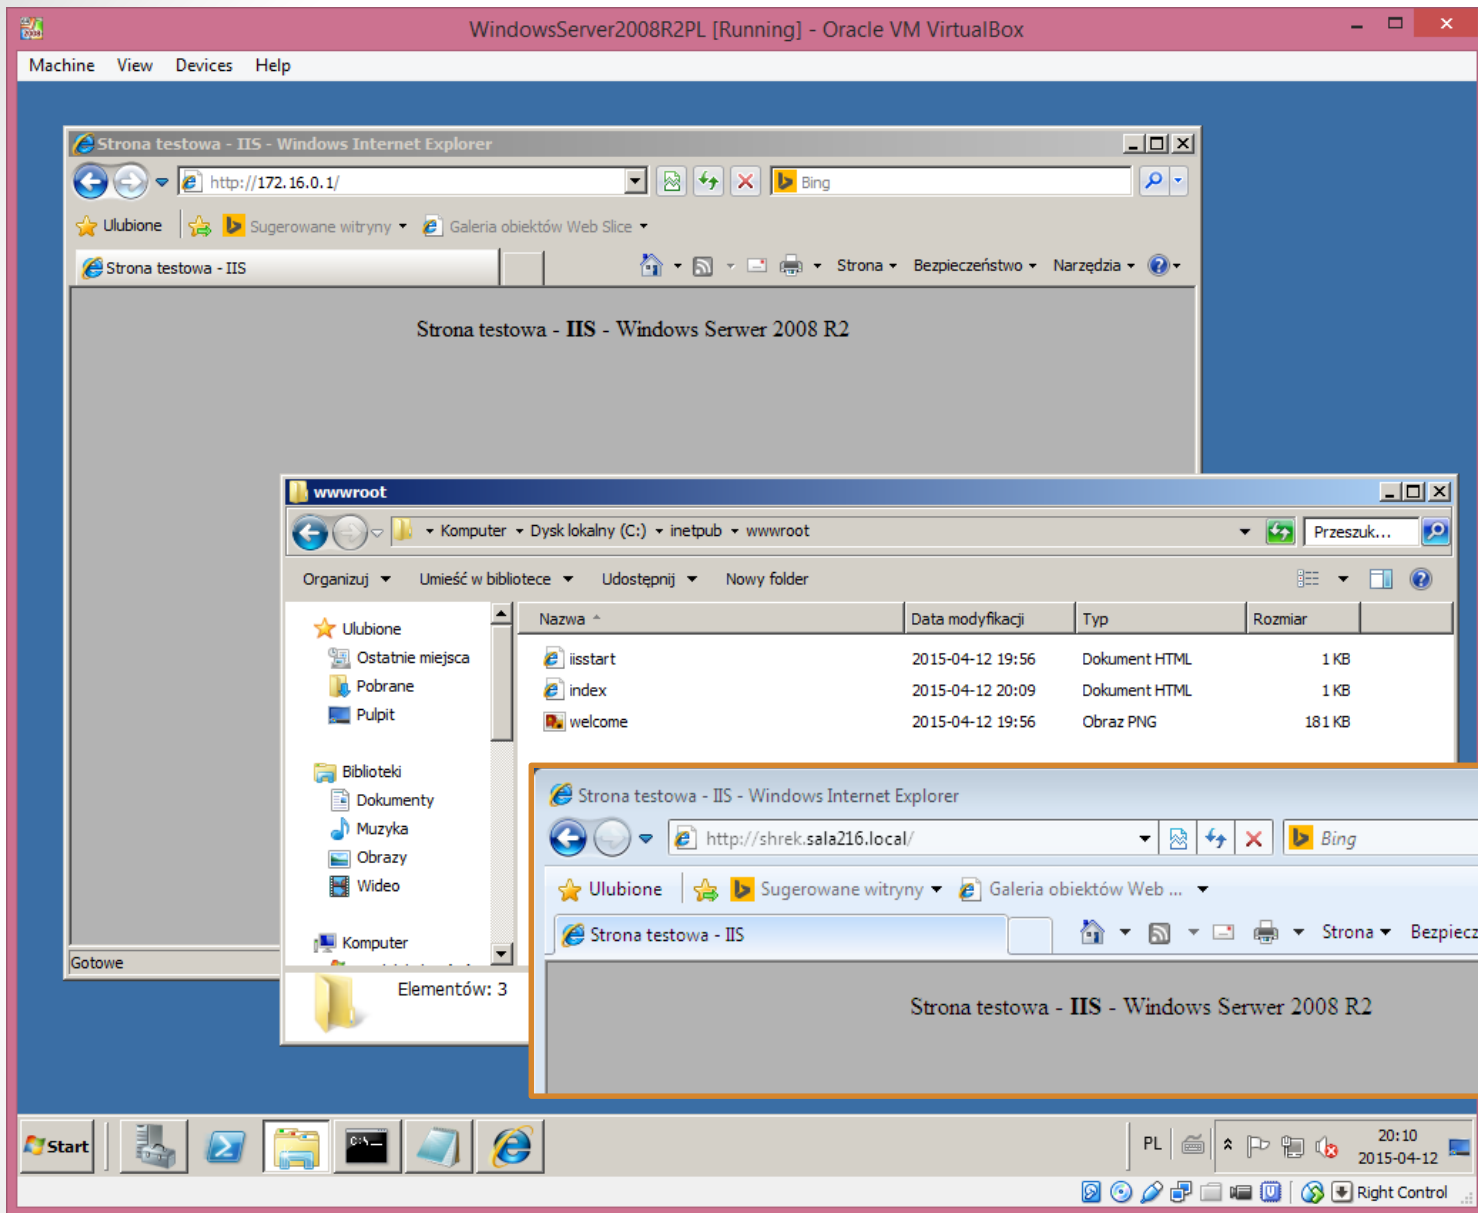 WindowsServer2008R2PL [Running] - Oracle VM VirtualBox
Machine View Devices Help
Strona testowa - IIS - Windows Internet Explorer
http://172.16.0.1/
Bing
Ulubione Sugerowane witryny Galeria obiektów Web Slice
Strona testowa - IIS
Strona Bezpieczeństwo Narzędzia
Strona testowa - IIS - Windows Serwer 2008 R2
wwwroot
Komputer Dysk lokalny (C:) inetpub wwwroot
Przeszuk...
Organizuj Umieść w bibliotece Udostępnij Nowy folder
Nazwa Data modyfikacji Typ Rozmiar
Ulubione
Ostatnie miejsca
Pobrane
Pulpit
Biblioteki
Dokumenty
Muzyka
Obrazy
Wideo
Komputer
iisstart 2015-04-12 19:56 Dokument HTML 1 KB
index 2015-04-12 20:09 Dokument HTML 1 KB
welcome 2015-04-12 19:56 Obraz PNG 181 KB
Elementów: 3
Gotowe
Strona testowa - IIS - Windows Internet Explorer
http://shrek.sala216.local/
Bing
Ulubione Sugerowane witryny Galeria obiektów Web ...
Strona testowa - IIS
Strona Bezpiecz
Strona testowa - IIS - Windows Serwer 2008 R2
Start
C:\
PL
20:10
2015-04-12
Right Control